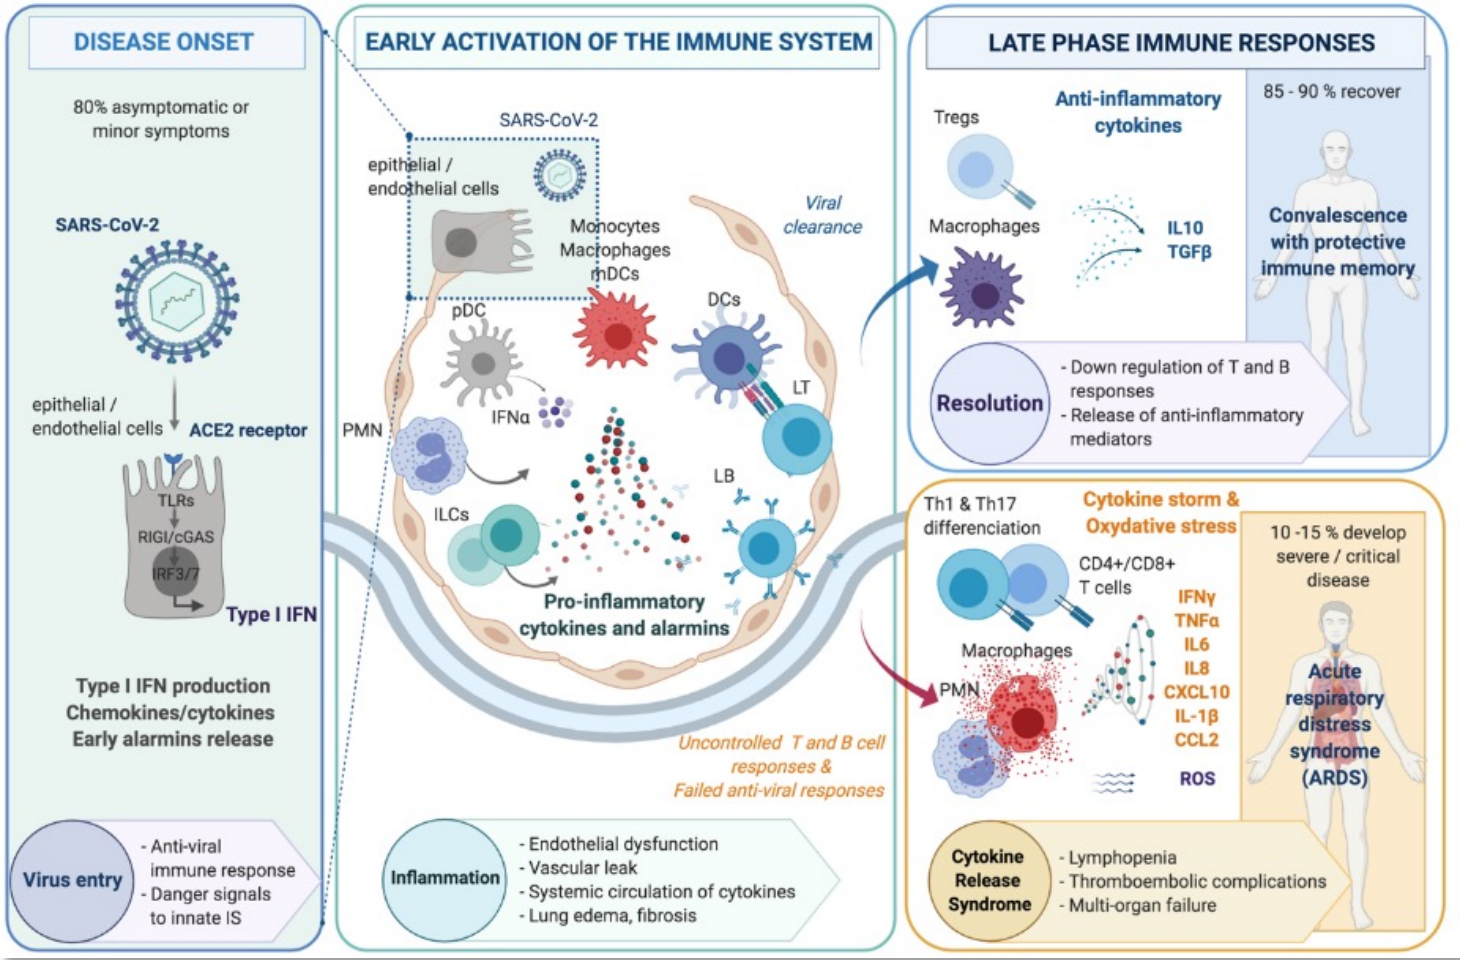 DISEASE ONSET
80% asymptomatic or
minor symptoms
SARS-CoV-2
epithelial /
endothelial cells
ACE2 receptor
TLRs
RIGI/cGAS
IRF3/7
Type I IFN
Type I IFN production
Chemokines/cytokines
Early alarmins release
Virus entry
- Anti-viral
immune response
- Danger signals
to innate IS
EARLY ACTIVATION OF THE IMMUNE SYSTEM
SARS-CoV-2
epithelial /
endothelial cells
Monocytes
Macrophages
mDCs
Viral
clearance
pDC
DCs
IFNα
LT
PMN
LB
ILCs
Pro-inflammatory
cytokines and alarmins
Uncontrolled T and B cell
responses &
Failed anti-viral responses
Inflammation
- Endothelial dysfunction
- Vascular leak
- Systemic circulation of cytokines
- Lung edema, fibrosis
LATE PHASE IMMUNE RESPONSES
Tregs
Anti-inflammatory
cytokines
85 - 90 % recover
Macrophages
IL10
TGFβ
Convalescence
with protective
immune memory
Resolution
- Down regulation of T and B
responses
- Release of anti-inflammatory
mediators
Th1 & Th17
differenciation
Cytokine storm &
Oxydative stress
10 -15 % develop
severe / critical
disease
CD4+/CD8+
T cells
IFNγ
TNFα
IL6
IL8
CXCL10
IL-1β
CCL2
Macrophages
PMN
ROS
Acute
respiratory
distress
syndrome
(ARDS)
Cytokine
Release
Syndrome
- Lymphopenia
- Thromboembolic complications
- Multi-organ failure